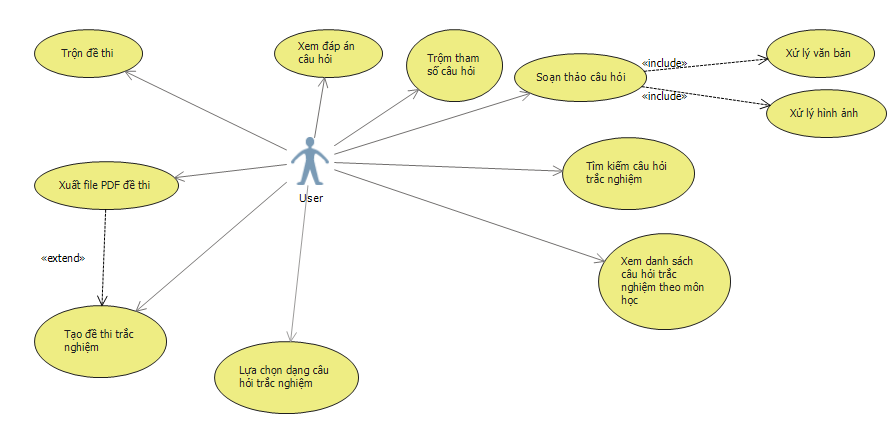 Trộn đề thi
Xem đáp án
câu hỏi
Trộm tham
số câu hỏi
Soạn thảo câu hỏi
«include»
«include»
Xử lý văn bản
Xử lý hình ảnh
Xuất file PDF đề thi
User
Tìm kiếm câu hỏi
trắc nghiệm
«extend»
Xem danh sách
câu hỏi trắc
nghiệm theo môn
học
Tạo đề thi trắc
nghiệm
Lựa chọn dạng câu
hỏi trắc nghiệm